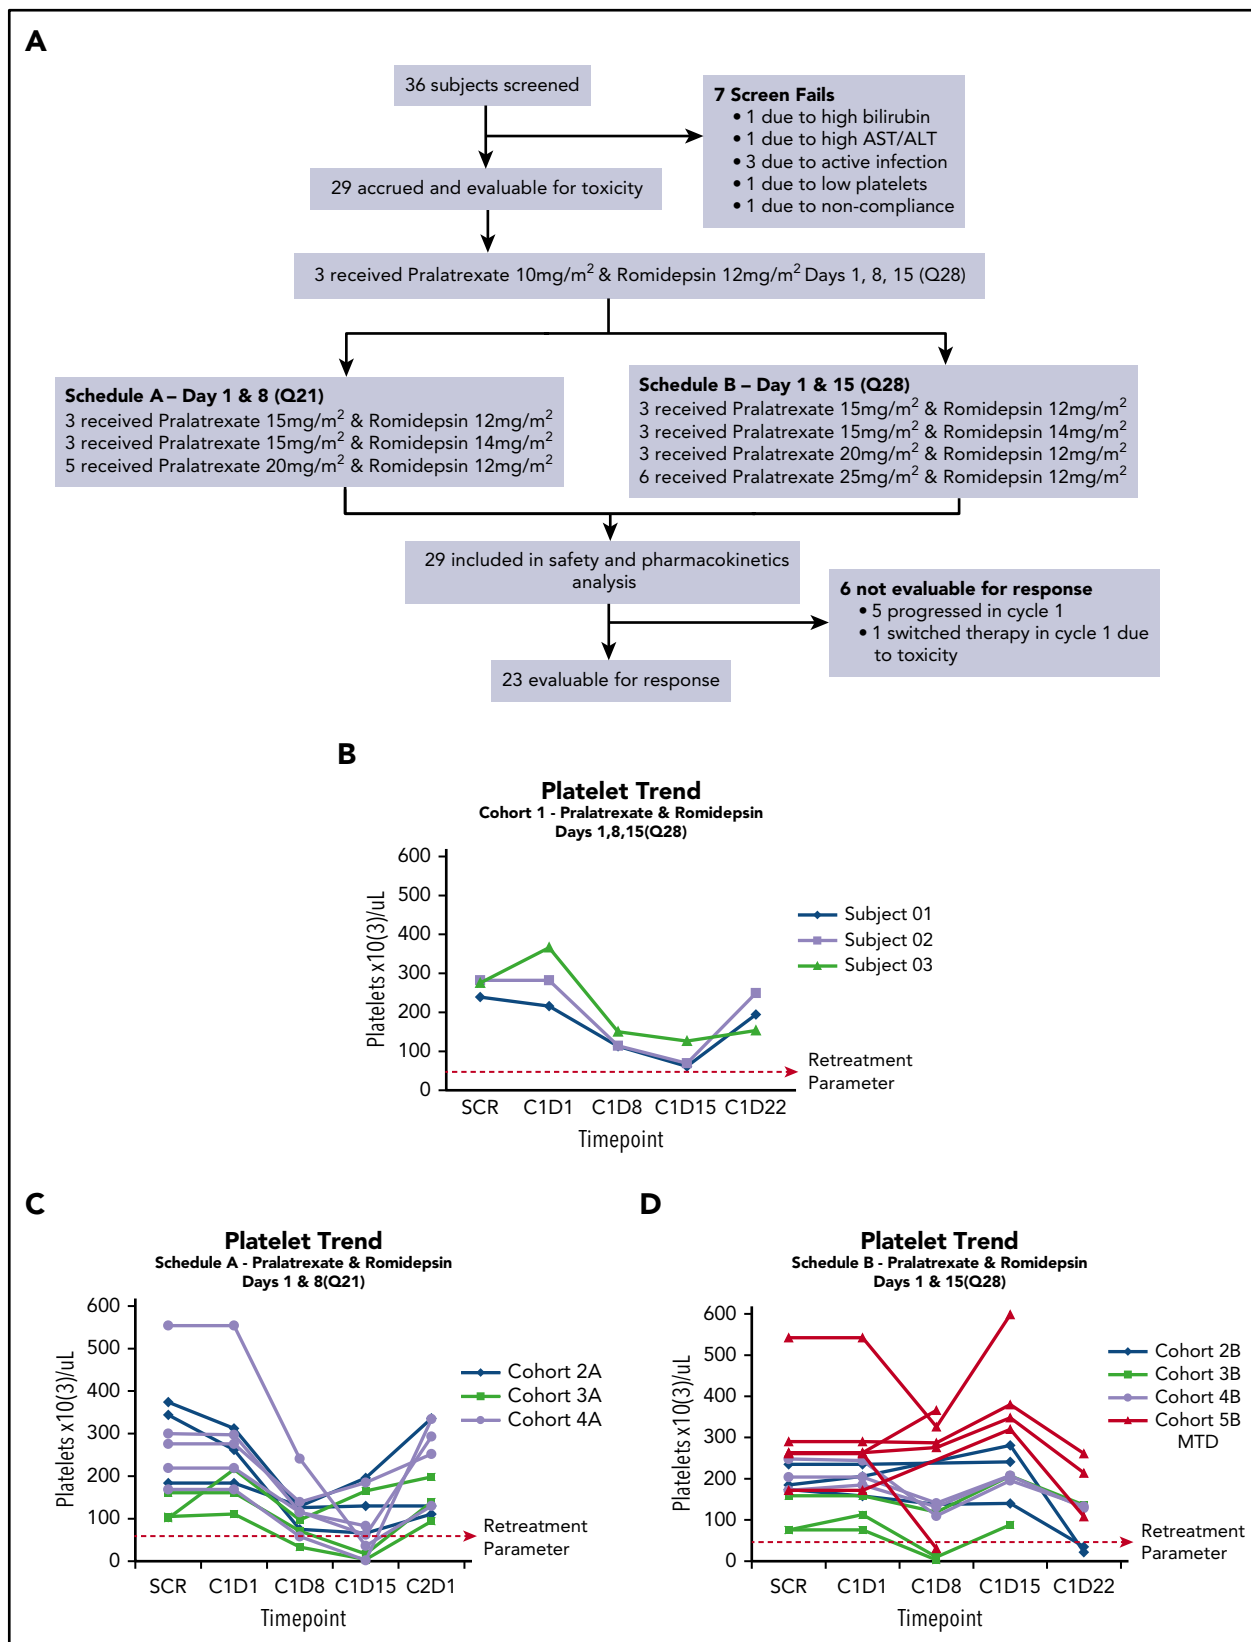 A
36 subjects screened
7 Screen Fails
• 1 due to high bilirubin
• 1 due to high AST/ALT
• 3 due to active infection
• 1 due to low platelets
• 1 due to non-compliance
29 accrued and evaluable for toxicity
3 received Pralatrexate 10mg/m² & Romidepsin 12mg/m² Days 1, 8, 15 (Q28)
Schedule A – Day 1 & 8 (Q21)
3 received Pralatrexate 15mg/m² & Romidepsin 12mg/m²
3 received Pralatrexate 15mg/m² & Romidepsin 14mg/m²
5 received Pralatrexate 20mg/m² & Romidepsin 12mg/m²
Schedule B – Day 1 & 15 (Q28)
3 received Pralatrexate 15mg/m² & Romidepsin 12mg/m²
3 received Pralatrexate 15mg/m² & Romidepsin 14mg/m²
3 received Pralatrexate 20mg/m² & Romidepsin 12mg/m²
6 received Pralatrexate 25mg/m² & Romidepsin 12mg/m²
29 included in safety and pharmacokinetics
analysis
6 not evaluable for response
• 5 progressed in cycle 1
• 1 switched therapy in cycle 1 due
to toxicity
23 evaluable for response
B
Platelet Trend
Cohort 1 - Pralatrexate & Romidepsin
Days 1,8,15(Q28)
Platelets x10(3)/uL
600
500
400
300
200
100
0
SCR C1D1 C1D8 C1D15 C1D22
Timepoint
Subject 01
Subject 02
Subject 03
Retreatment
Parameter
C
Platelet Trend
Schedule A - Pralatrexate & Romidepsin
Days 1 & 8(Q21)
Platelets x10(3)/uL
600
500
400
300
200
100
0
SCR C1D1 C1D8 C1D15 C2D1
Timepoint
Cohort 2A
Cohort 3A
Cohort 4A
Retreatment
Parameter
D
Platelet Trend
Schedule B - Pralatrexate & Romidepsin
Days 1 & 15(Q28)
Platelets x10(3)/uL
600
500
400
300
200
100
0
SCR C1D1 C1D8 C1D15 C1D22
Timepoint
Cohort 2B
Cohort 3B
Cohort 4B
Cohort 5B
MTD
Retreatment
Parameter